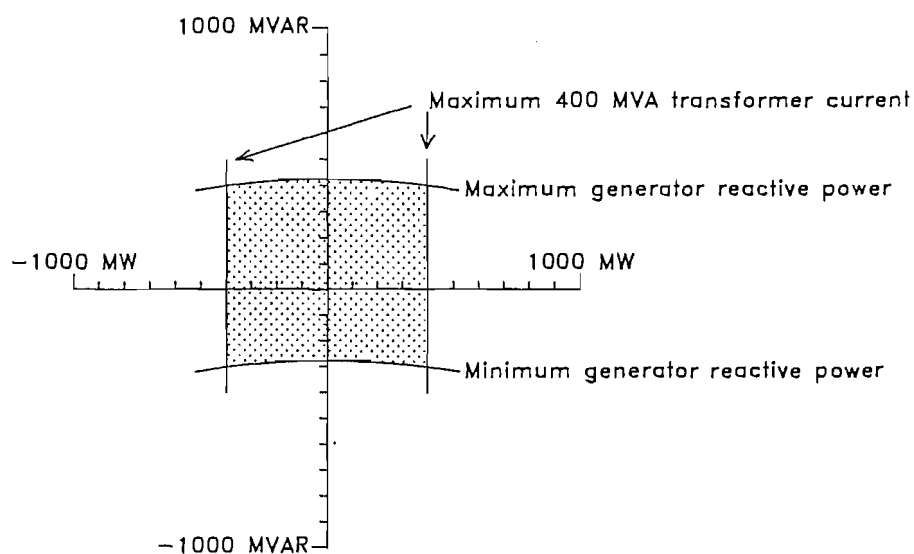 1000 MVAR
Maximum 400 MVA transformer current
Maximum generator reactive power
-1000 MW
1000 MW
Minimum generator reactive power
-1000 MVAR